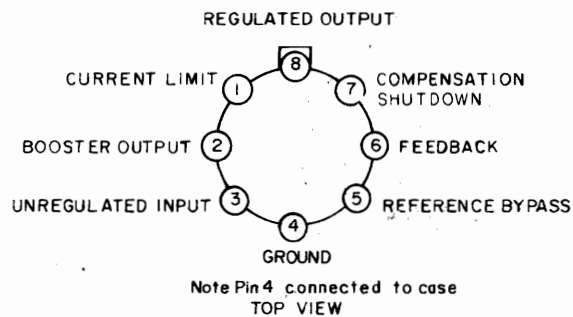 REGULATED OUTPUT
8
CURRENT LIMIT
1
7
COMPENSATION
SHUTDOWN
BOOSTER OUTPUT
2
6
FEEDBACK
UNREGULATED INPUT
3
5
REFERENCE BYPASS
4
GROUND
Note Pin 4 connected to case
TOP VIEW